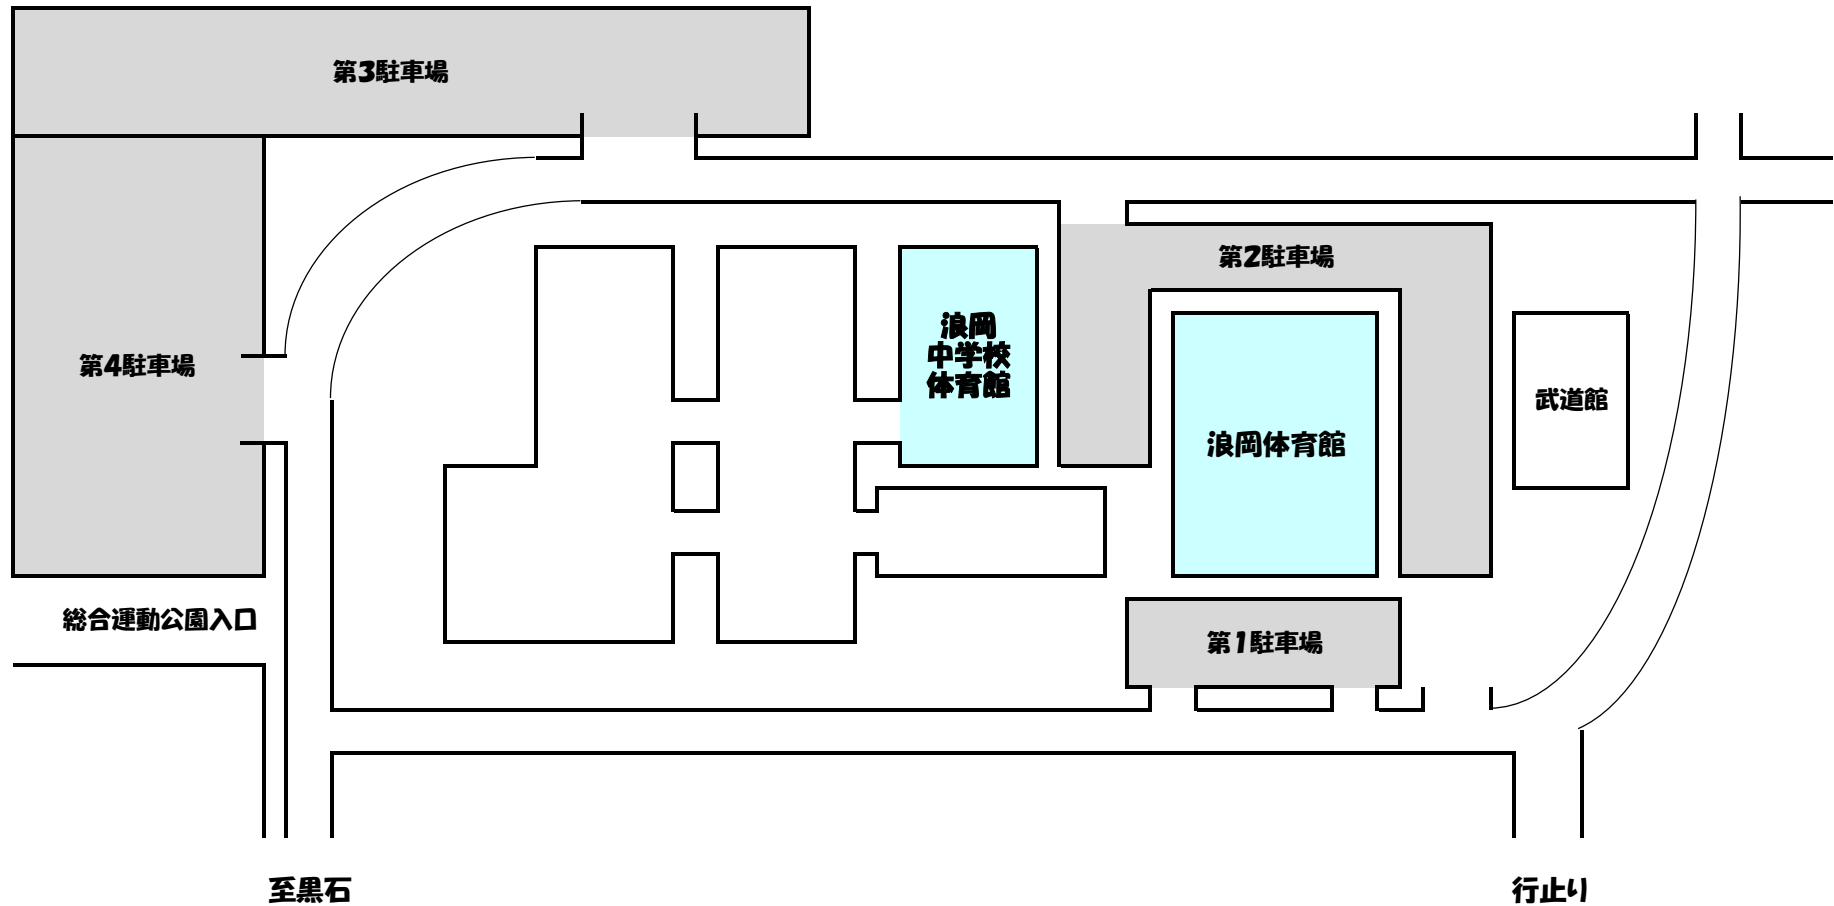 第3駐車場
第2駐車場
浪岡
中学校
体育館
第4駐車場
武道館
浪岡体育館
総合運動公園入口
第1駐車場
至黒石
行止り